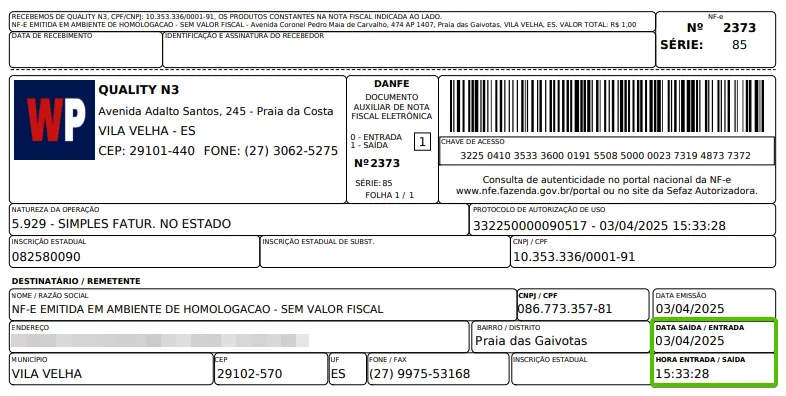 RECEBEMOS DE QUALITY N3, CPF/CNPJ: 10.353.336/0001-91, OS PRODUTOS CONSTANTES NA NOTA FISCAL INDICADA AO LADO.
NF-E EMITIDA EM AMBIENTE DE HOMOLOGACAO - SEM VALOR FISCAL - Avenida Coronel Pedro Maia de Carvalho, 474 AP 1407, Praia das Gaivotas, VILA VELHA, ES. VALOR TOTAL: R$ 1,00
DATA DE RECEBIMENTO
IDENTIFICAÇÃO E ASSINATURA DO RECEBEDOR
NF-e
Nº 2373
SÉRIE: 85
WP
QUALITY N3
Avenida Adalto Santos, 245 - Praia da Costa
VILA VELHA - ES
CEP: 29101-440 FONE: (27) 3062-5275
DANFE
DOCUMENTO
AUXILIAR DE NOTA
FISCAL ELETRÔNICA
0 - ENTRADA
1 - SAÍDA
1
Nº2373
SÉRIE: 85
FOLHA 1 / 1
CHAVE DE ACESSO
3225 0410 3533 3600 0191 5508 5000 0023 7319 4873 7372
Consulta de autenticidade no portal nacional da NF-e
www.nfe.fazenda.gov.br/portal ou no site da Sefaz Autorizadora.
NATUREZA DA OPERAÇÃO
5.929 - SIMPLES FATUR. NO ESTADO
PROTOCOLO DE AUTORIZAÇÃO DE USO
332250000090517 - 03/04/2025 15:33:28
INSCRIÇÃO ESTADUAL
082580090
INSCRIÇÃO ESTADUAL DE SUBST.
CNPJ / CPF
10.353.336/0001-91
DESTINATÁRIO / REMETENTE
NOME / RAZÃO SOCIAL
NF-E EMITIDA EM AMBIENTE DE HOMOLOGACAO - SEM VALOR FISCAL
CNPJ / CPF
086.773.357-81
DATA EMISSÃO
03/04/2025
ENDEREÇO
BAIRRO / DISTRITO
Praia das Gaivotas
DATA SAÍDA / ENTRADA
03/04/2025
MUNICÍPIO
VILA VELHA
CEP
29102-570
UF
ES
FONE / FAX
(27) 9975-53168
INSCRIÇÃO ESTADUAL
HORA ENTRADA / SAÍDA
15:33:28